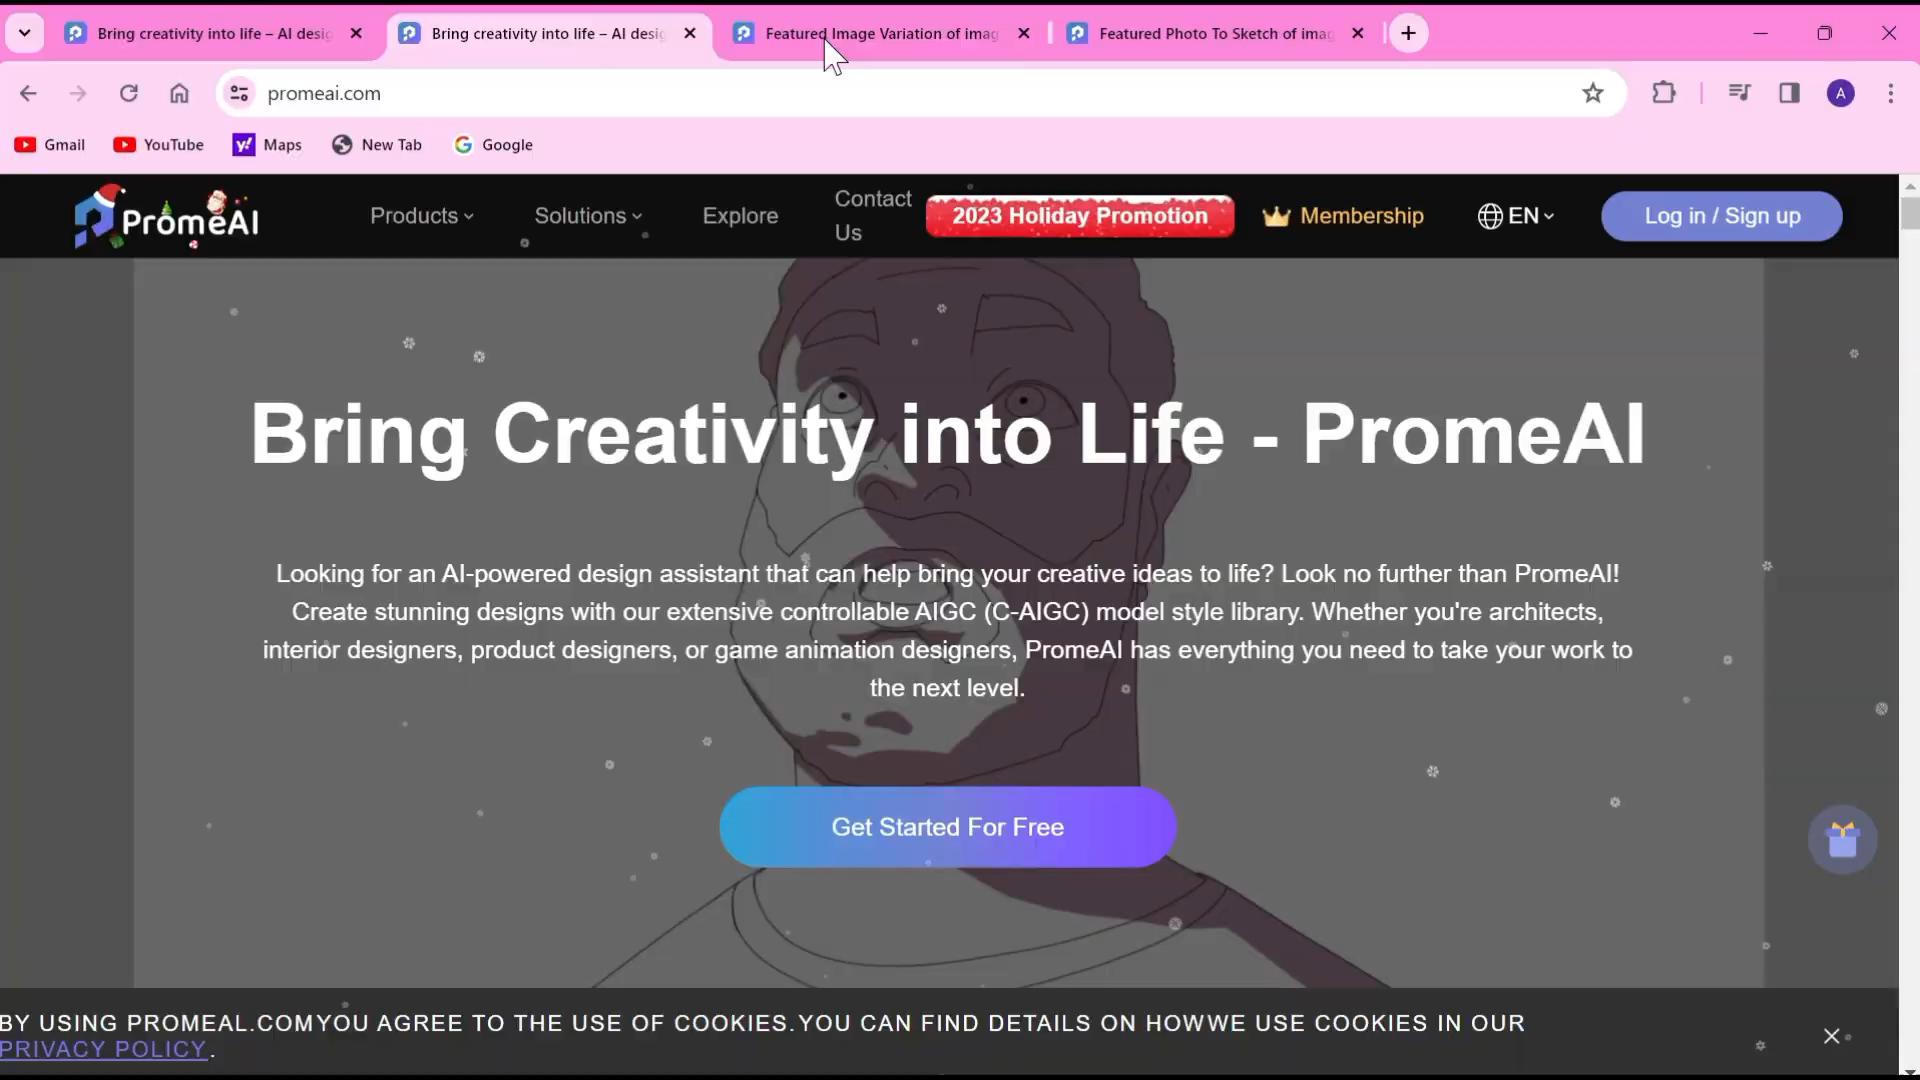 Bring creativity into life – AI desig
Bring creativity into life – AI desig
Featured Image Variation of imag
Featured Photo To Sketch of imag
promeai.com
A
Gmail
YouTube
Maps
New Tab
Google
PromeAI
Products
Solutions
Explore
Contact
Us
2023 Holiday Promotion
Membership
EN
Log in / Sign up
Bring Creativity into Life - PromeAI
Looking for an AI-powered design assistant that can help bring your creative ideas to life? Look no further than PromeAI!
Create stunning designs with our extensive controllable AIGC (C-AIGC) model style library. Whether you're architects,
interior designers, product designers, or game animation designers, PromeAI has everything you need to take your work to
the next level.
Get Started For Free
BY USING PROMEAL.COMYOU AGREE TO THE USE OF COOKIES.YOU CAN FIND DETAILS ON HOWWE USE COOKIES IN OUR
PRIVACY POLICY.